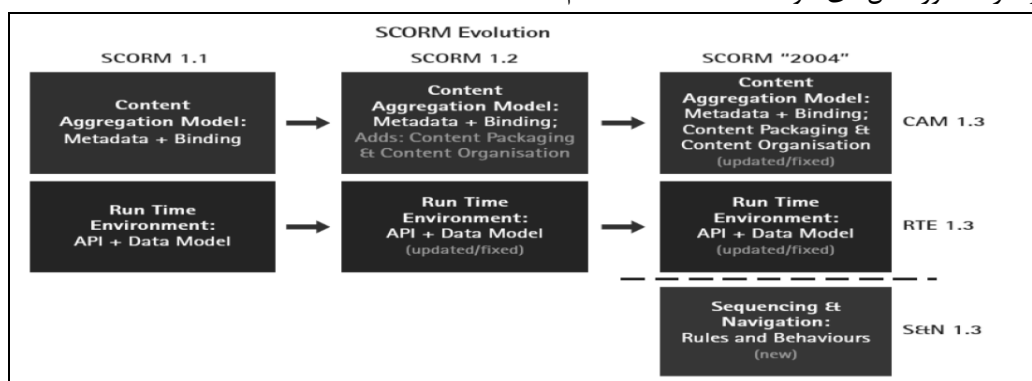 SCORM Evolution
SCORM 1.1
SCORM 1.2
SCORM "2004"
Content
Aggregation Model:
Metadata + Binding
Content
Aggregation Model:
Metadata + Binding;
Adds: Content Packaging
& Content Organisation
Content
Aggregation Model:
Metadata + Binding;
Content Packaging &
Content Organisation
(updated/fixed)
CAM 1.3
Run Time
Environment:
API + Data Model
Run Time
Environment:
API + Data Model
(updated/fixed)
Run Time
Environment:
API + Data Model
(updated/fixed)
RTE 1.3
Sequencing &
Navigation:
Rules and Behaviours
(new)
S&N 1.3